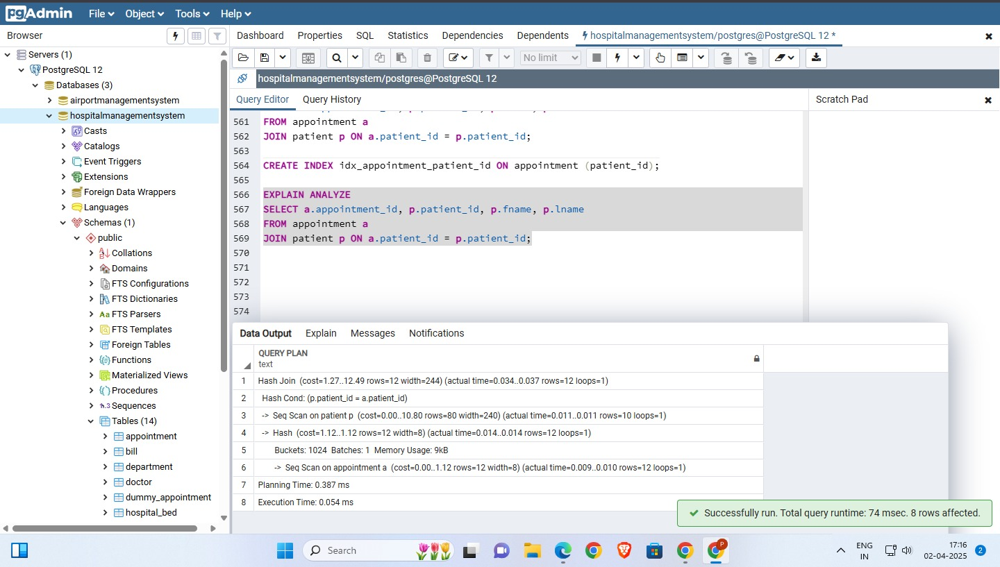 pgAdmin File Object Tools Help
Browser
Dashboard Properties SQL Statistics Dependencies Dependents hospitalmanagementsystem/postgres@PostgreSQL 12 *
No limit
hospitalmanagementsystem/postgres@PostgreSQL 12
Servers (1)
PostgreSQL 12
Databases (3)
airportmanagementsystem
hospitalmanagementsystem
Casts
Catalogs
Event Triggers
Extensions
Foreign Data Wrappers
Languages
Schemas (1)
public
Collations
Domains
FTS Configurations
FTS Dictionaries
Aa FTS Parsers
FTS Templates
Foreign Tables
Functions
Materialized Views
Procedures
1..3 Sequences
Tables (14)
appointment
bill
department
doctor
dummy_appointment
hospital_bed
Query Editor Query History
Scratch Pad
561 FROM appointment a
562 JOIN patient p ON a.patient_id = p.patient_id;
563
564 CREATE INDEX idx_appointment_patient_id ON appointment (patient_id);
565
566 EXPLAIN ANALYZE
567 SELECT a.appointment_id, p.patient_id, p.fname, p.lname
568 FROM appointment a
569 JOIN patient p ON a.patient_id = p.patient_id;
570
571
572
573
574
Data Output Explain Messages Notifications
QUERY PLAN
text
1 Hash Join (cost=1.27..12.49 rows=12 width=244) (actual time=0.034..0.037 rows=12 loops=1)
2 Hash Cond: (p.patient_id = a.patient_id)
3 -> Seq Scan on patient p (cost=0.00..10.80 rows=80 width=240) (actual time=0.011..0.011 rows=10 loops=1)
4 -> Hash (cost=1.12..1.12 rows=12 width=8) (actual time=0.014..0.014 rows=12 loops=1)
5 Buckets: 1024 Batches: 1 Memory Usage: 9kB
6 -> Seq Scan on appointment a (cost=0.00..1.12 rows=12 width=8) (actual time=0.009..0.010 rows=12 loops=1)
7 Planning Time: 0.387 ms
8 Execution Time: 0.054 ms
Successfully run. Total query runtime: 74 msec. 8 rows affected.
Search
P
ENG
IN
17:16
02-04-2025
2